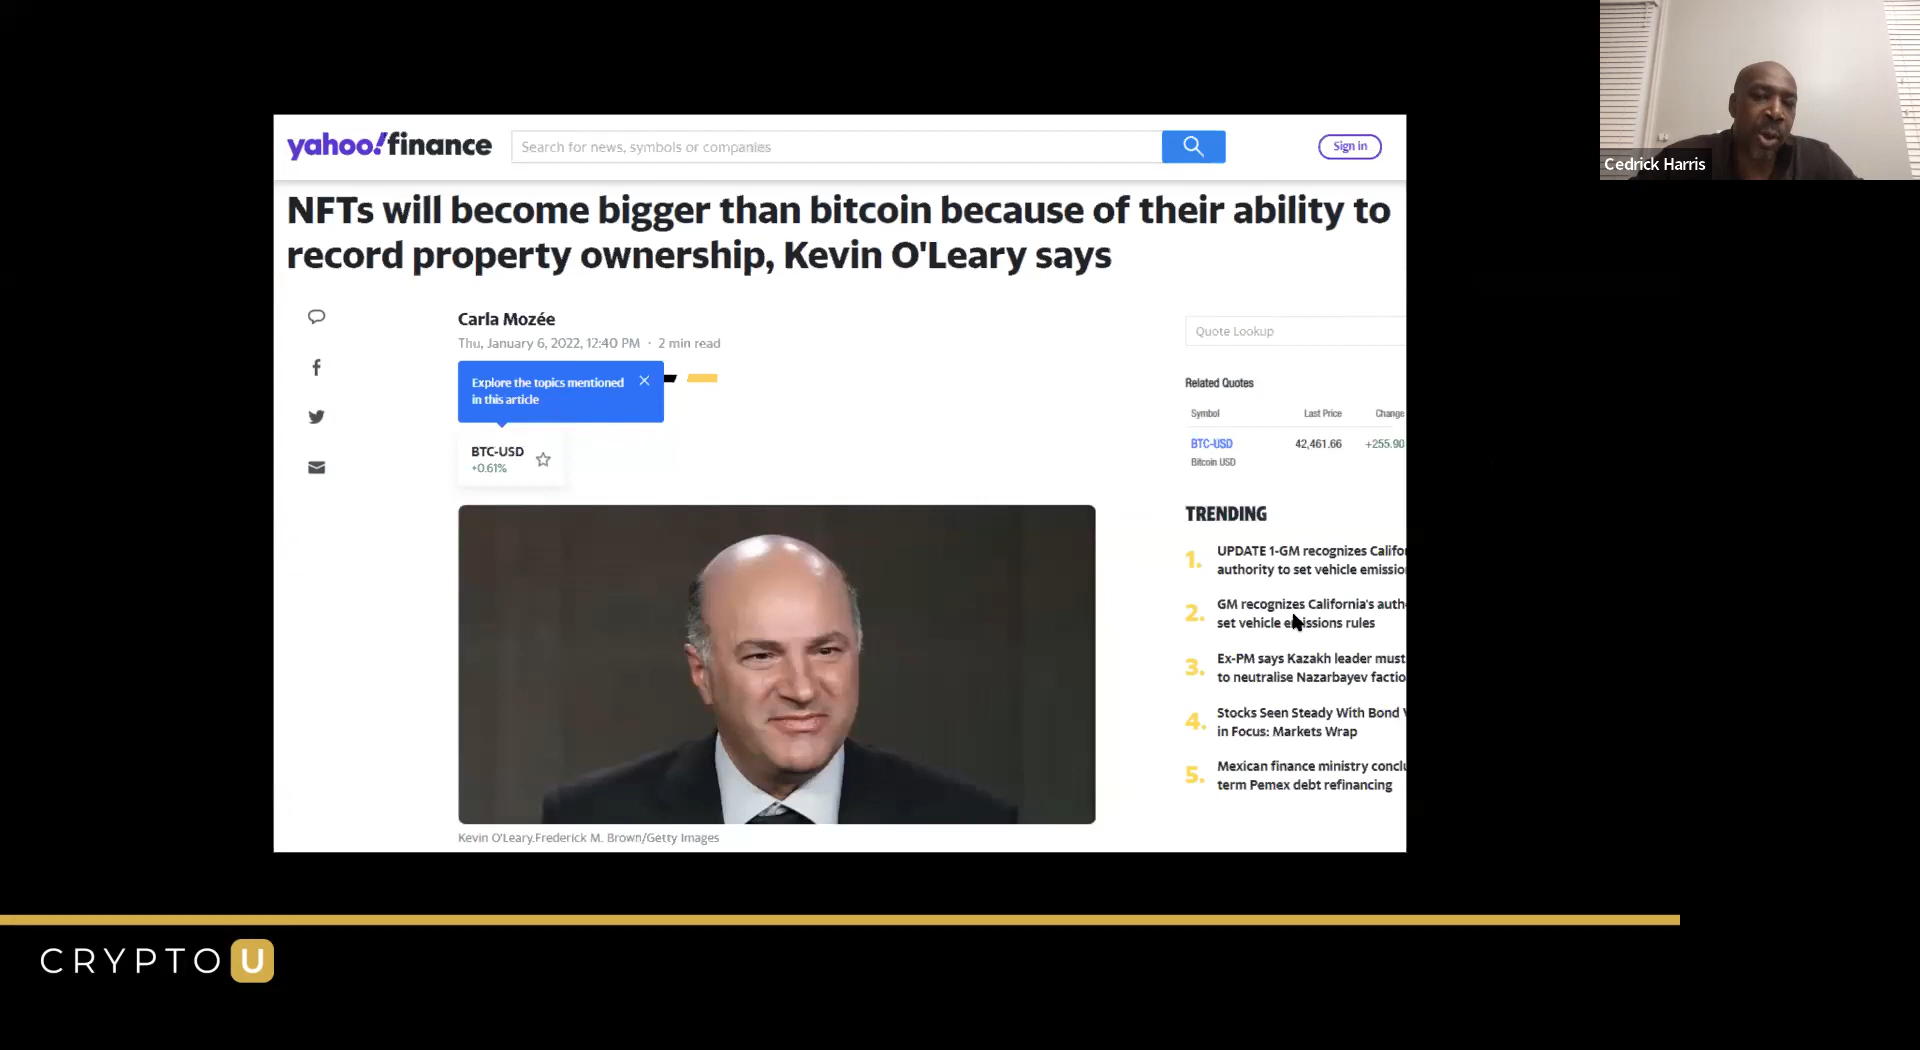 Cedrick Harris
yahoo!finance
Search for news, symbols or companies
Sign in
NFTs will become bigger than bitcoin because of their ability to
record property ownership, Kevin O'Leary says
Carla Mozée
Thu, January 6, 2022, 12:40 PM · 2 min read
Explore the topics mentioned
in this article
BTC-USD
+0.61%
Kevin O'Leary.Frederick M. Brown/Getty Images
Quote Lookup
Related Quotes
Symbol Last Price Change
BTC-USD 42,461.66 +255.90
Bitcoin USD
TRENDING
1. UPDATE 1-GM recognizes Califo
authority to set vehicle emissio
2. GM recognizes California's auth
set vehicle emissions rules
3. Ex-PM says Kazakh leader must
to neutralise Nazarbayev factio
4. Stocks Seen Steady With Bond
in Focus: Markets Wrap
5. Mexican finance ministry conclu
term Pemex debt refinancing
CRYPTO U